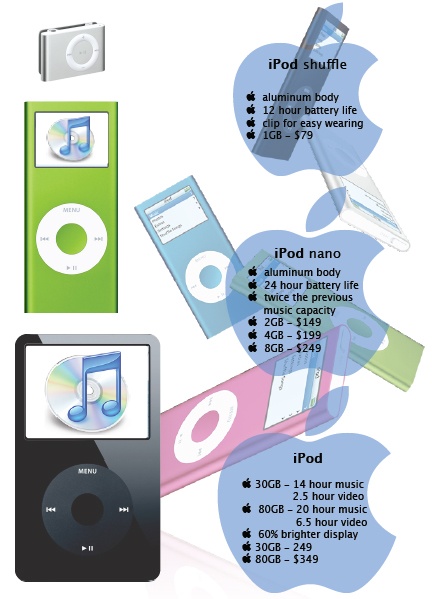 iPod shuffle
aluminum body
12 hour battery life
clip for easy wearing
1GB – $79
MENU
iPod nano
aluminum body
24 hour battery life
twice the previous
music capacity
2GB – $149
4GB – $199
8GB – $249
iPod
30GB – 14 hour music
2.5 hour video
80GB – 20 hour music
6.5 hour video
60% brighter display
30GB – 249
80GB – $349
MENU